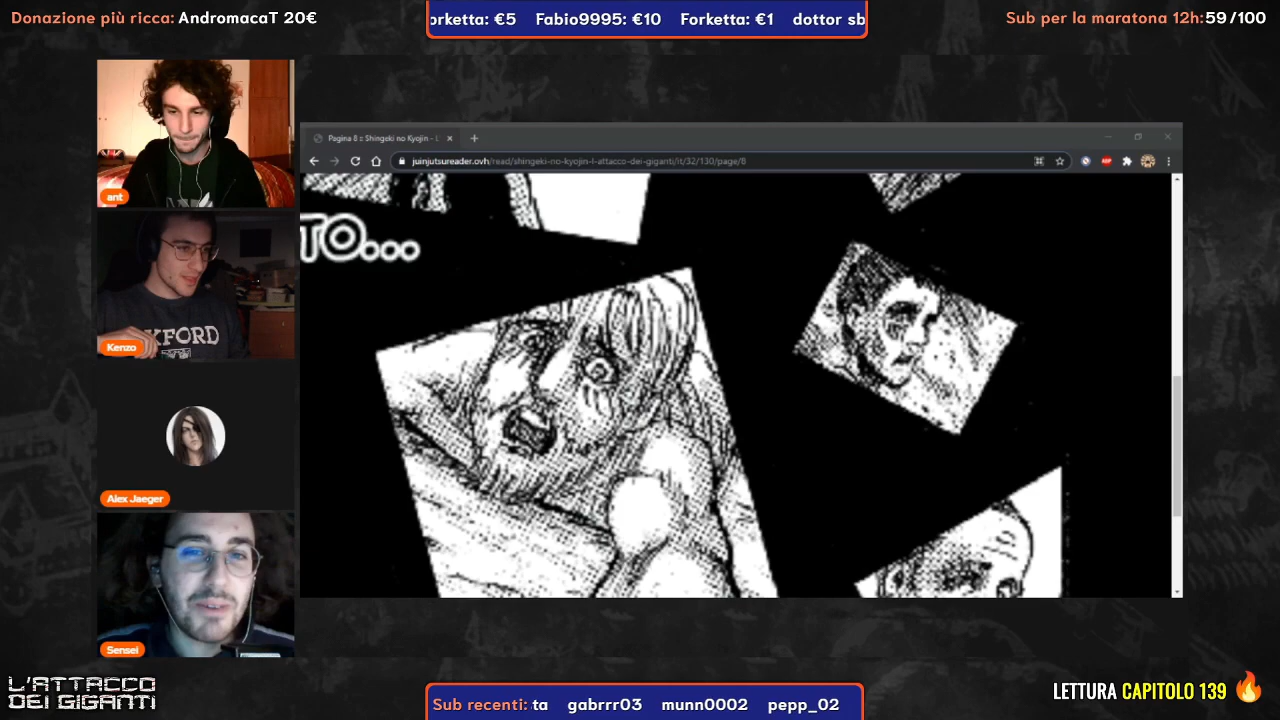 Donazione più ricca: AndromacaT 20€
orketta: €5 Fabio9995: €10 Forketta: €1 dottor sb
Sub per la maratona 12h:59/100
ant
Pagina 8 :: Shingeki no Kyojin - L'
juinjutsureader.ovh/read/shingeki-no-kyojin-l-attacco-dei-giganti/it/32/130/page/8
TO...
OXFORD
Kenzo
Alex Jaeger
Sensei
L'ATTACCO
DEI GIGANTI
Sub recenti: ta gabrrr03 munn0002 pepp_02
LETTURA CAPITOLO 139